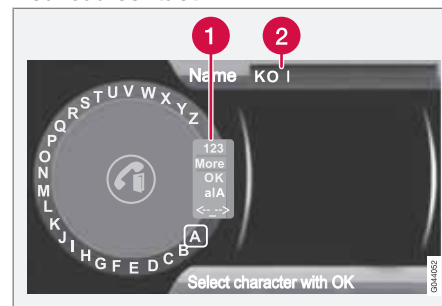 1 2
Name KO I
A B C D E F G H I J K L M N O P Q R S T U V W X Y Z
123
More
OK
a|A
<--_-->
Select character with OK
G044052